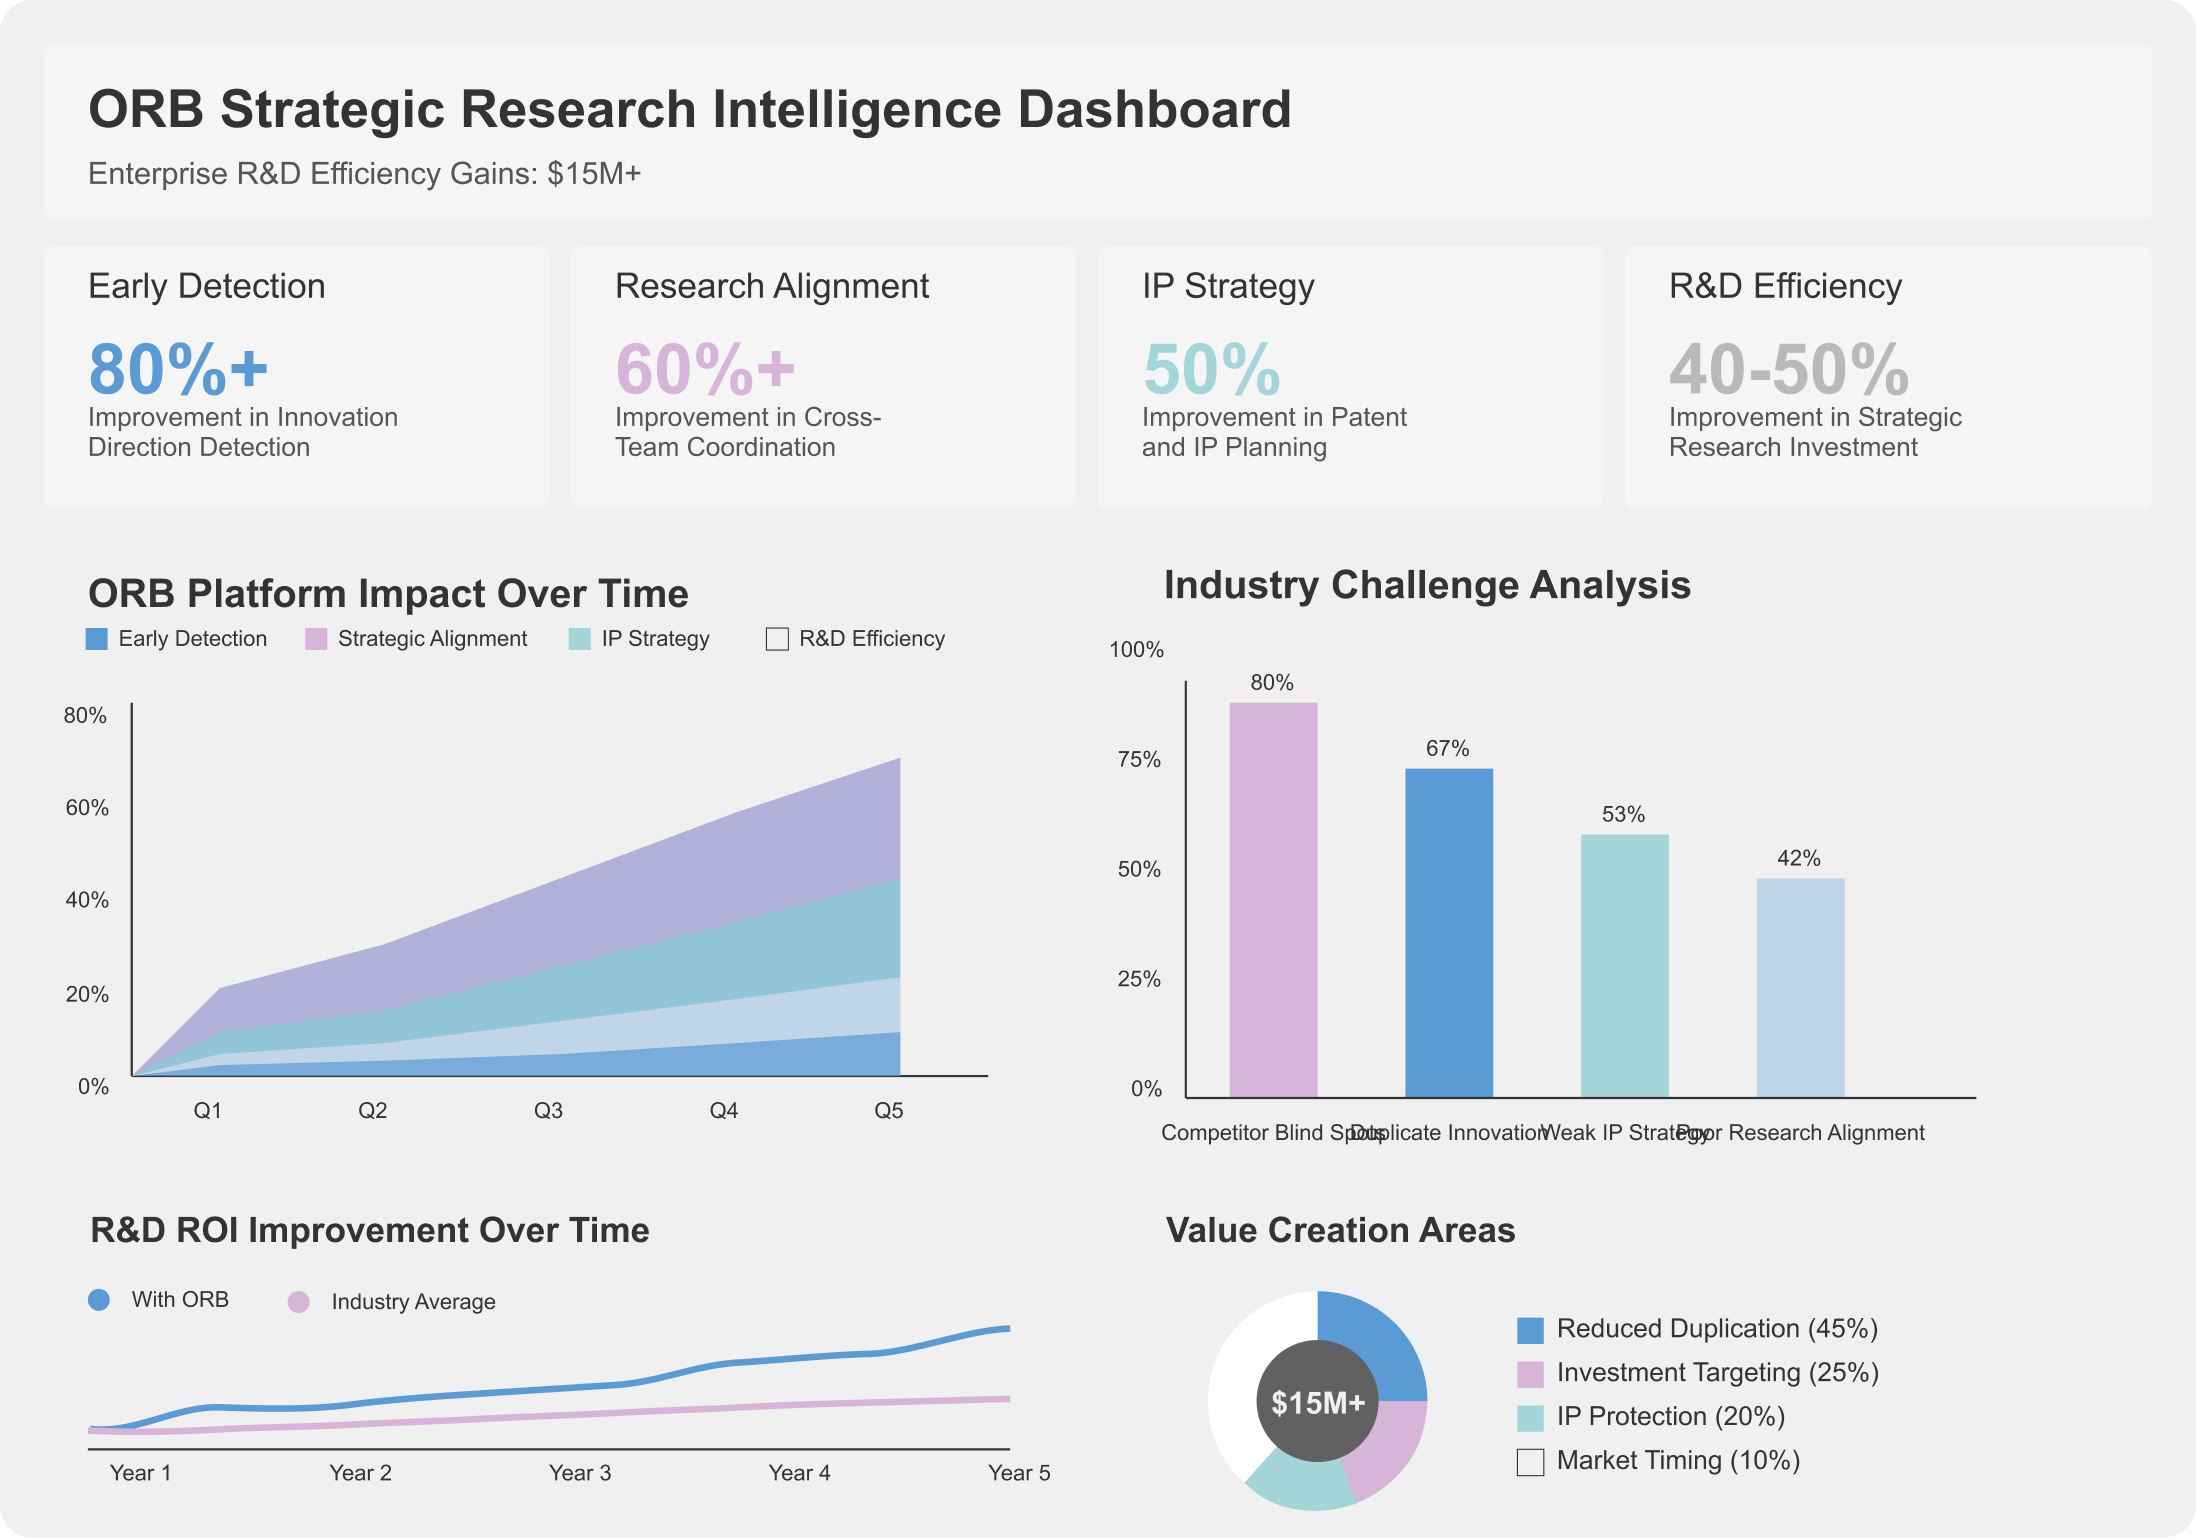 ORB Strategic Research Intelligence Dashboard
Enterprise R&D Efficiency Gains: $15M+
Early Detection
80%+
Improvement in Innovation
Direction Detection
Research Alignment
60%+
Improvement in Cross-
Team Coordination
IP Strategy
50%
Improvement in Patent
and IP Planning
R&D Efficiency
40-50%
Improvement in Strategic
Research Investment
ORB Platform Impact Over Time
Early Detection
Strategic Alignment
IP Strategy
R&D Efficiency
80%
60%
40%
20%
0%
Q1
Q2
Q3
Q4
Q5
Industry Challenge Analysis
100%
75%
50%
25%
0%
80%
67%
53%
42%
Competitor Blind Spots
Duplicate Innovation
Weak IP Strategy
Poor Research Alignment
R&D ROI Improvement Over Time
With ORB
Industry Average
Year 1
Year 2
Year 3
Year 4
Year 5
Value Creation Areas
$15M+
Reduced Duplication (45%)
Investment Targeting (25%)
IP Protection (20%)
Market Timing (10%)